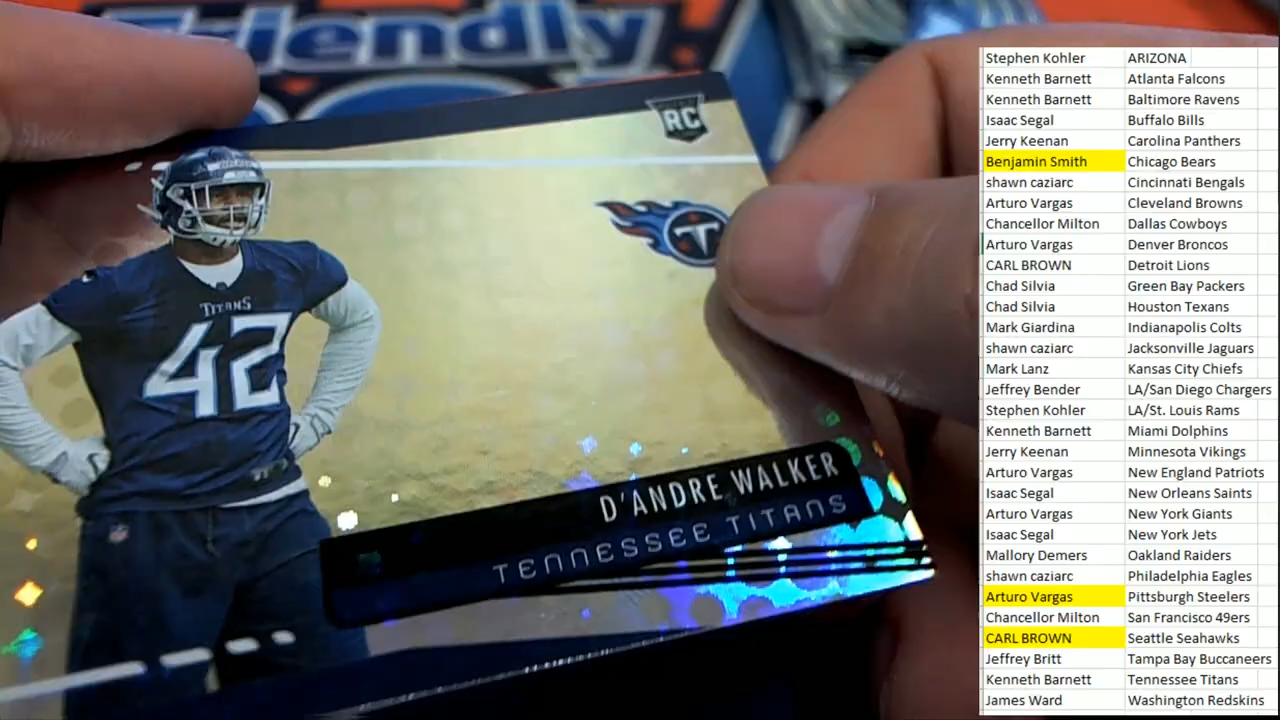 Friendly
RC
T
TITANS
42
D'ANDRE WALKER
TENNESSEE TITANS
Stephen Kohler ARIZONA
Kenneth Barnett Atlanta Falcons
Kenneth Barnett Baltimore Ravens
Isaac Segal Buffalo Bills
Jerry Keenan Carolina Panthers
Benjamin Smith Chicago Bears
shawn caziarc Cincinnati Bengals
Arturo Vargas Cleveland Browns
Chancellor Milton Dallas Cowboys
Arturo Vargas Denver Broncos
CARL BROWN Detroit Lions
Chad Silvia Green Bay Packers
Chad Silvia Houston Texans
Mark Giardina Indianapolis Colts
shawn caziarc Jacksonville Jaguars
Mark Lanz Kansas City Chiefs
Jeffrey Bender LA/San Diego Chargers
Stephen Kohler LA/St. Louis Rams
Kenneth Barnett Miami Dolphins
Jerry Keenan Minnesota Vikings
Arturo Vargas New England Patriots
Isaac Segal New Orleans Saints
Arturo Vargas New York Giants
Isaac Segal New York Jets
Mallory Demers Oakland Raiders
shawn caziarc Philadelphia Eagles
Arturo Vargas Pittsburgh Steelers
Chancellor Milton San Francisco 49ers
CARL BROWN Seattle Seahawks
Jeffrey Britt Tampa Bay Buccaneers
Kenneth Barnett Tennessee Titans
James Ward Washington Redskins